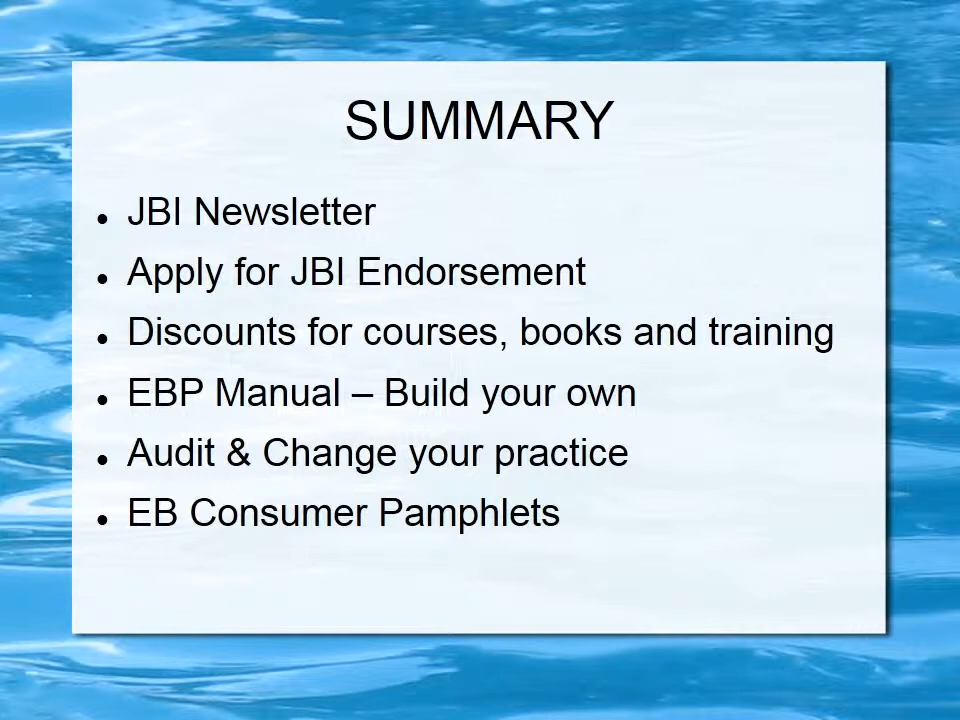 SUMMARY
● JBI Newsletter
● Apply for JBI Endorsement
● Discounts for courses, books and training
● EBP Manual – Build your own
● Audit & Change your practice
● EB Consumer Pamphlets